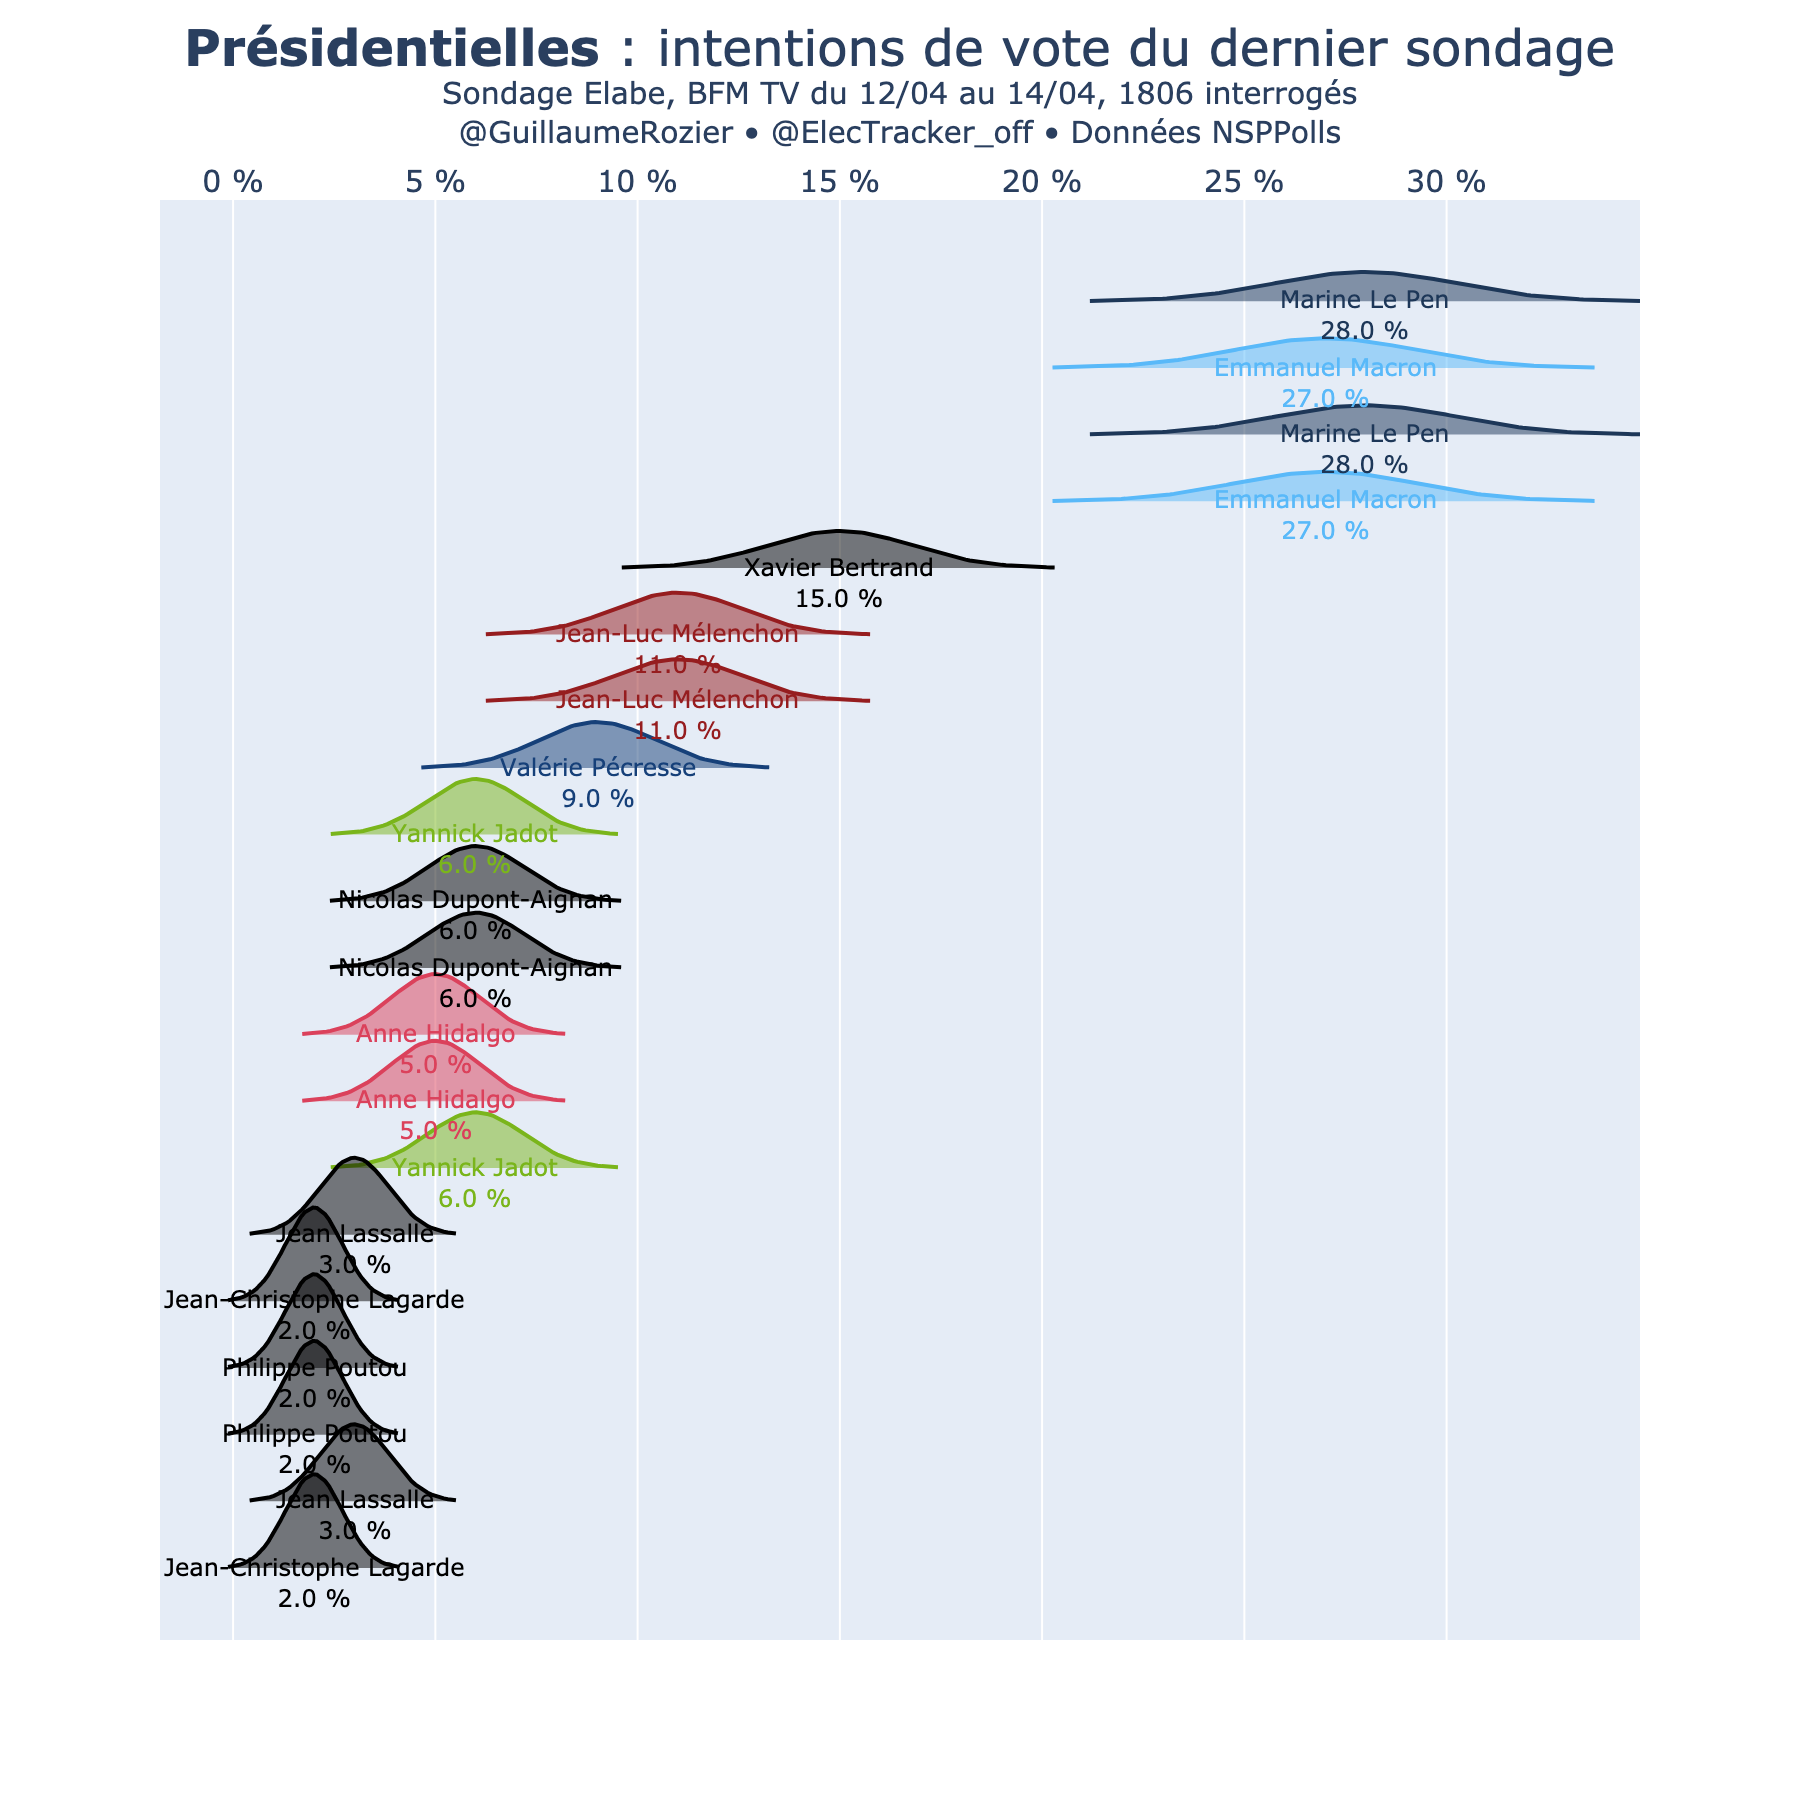 Présidentielles : intentions de vote du dernier sondage
Sondage Elabe, BFM TV du 12/04 au 14/04, 1806 interrogés
@GuillaumeRozier • @ElecTracker_off • Données NSPPolls
0 % 5 % 10 % 15 % 20 % 25 % 30 %
Marine Le Pen
28.0 %
Emmanuel Macron
27.0 %
Marine Le Pen
28.0 %
Emmanuel Macron
27.0 %
Xavier Bertrand
15.0 %
Jean-Luc Mélenchon
11.0 %
Jean-Luc Mélenchon
11.0 %
Valérie Pécresse
9.0 %
Yannick Jadot
6.0 %
Nicolas Dupont-Aignan
6.0 %
Nicolas Dupont-Aignan
6.0 %
Anne Hidalgo
5.0 %
Anne Hidalgo
5.0 %
Yannick Jadot
6.0 %
Jean Lassalle
3.0 %
Jean-Christophe Lagarde
2.0 %
Philippe Poutou
2.0 %
Philippe Poutou
2.0 %
Jean Lassalle
3.0 %
Jean-Christophe Lagarde
2.0 %